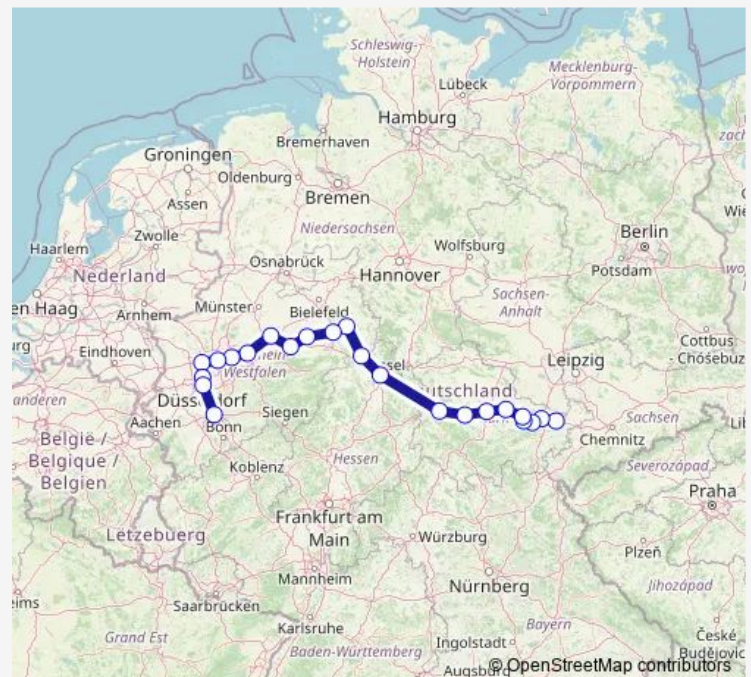 Schleswig-
Holstein
Mecklenburg-
Vorpommern
Lübeck
Hamburg
Bremerhaven
Groningen
Oldenburg
Bremen
Assen
Niedersachsen
Zwolle
Berlin
Haarlem
Osnabrück
Wolfsburg
Potsdam
Nederland
Hannover
en Haag
Arnhem
Münster
Bielefeld
Sachsen-
Anhalt
Cottbus
- Chóśebuz
Eindhoven
Westfalen
Leipzig
utschland
Düsseldorf
Siegen
Sachsen
Aachen
Bonn
Chemnitz
België /
Belgique /
Belgien
Koblenz
Hessen
Severozápad
Praha
Frankfurt am
Main
Lëtzebuerg
Würzburg
Plzeň
Mannheim
Nürnberg
Jihozápad
Saarbrücken
Karlsruhe
Bayern
České
Budějovic
Grand Est
Baden-Württemberg
Ingolstadt
Augsburg
© OpenStreetMap contributors